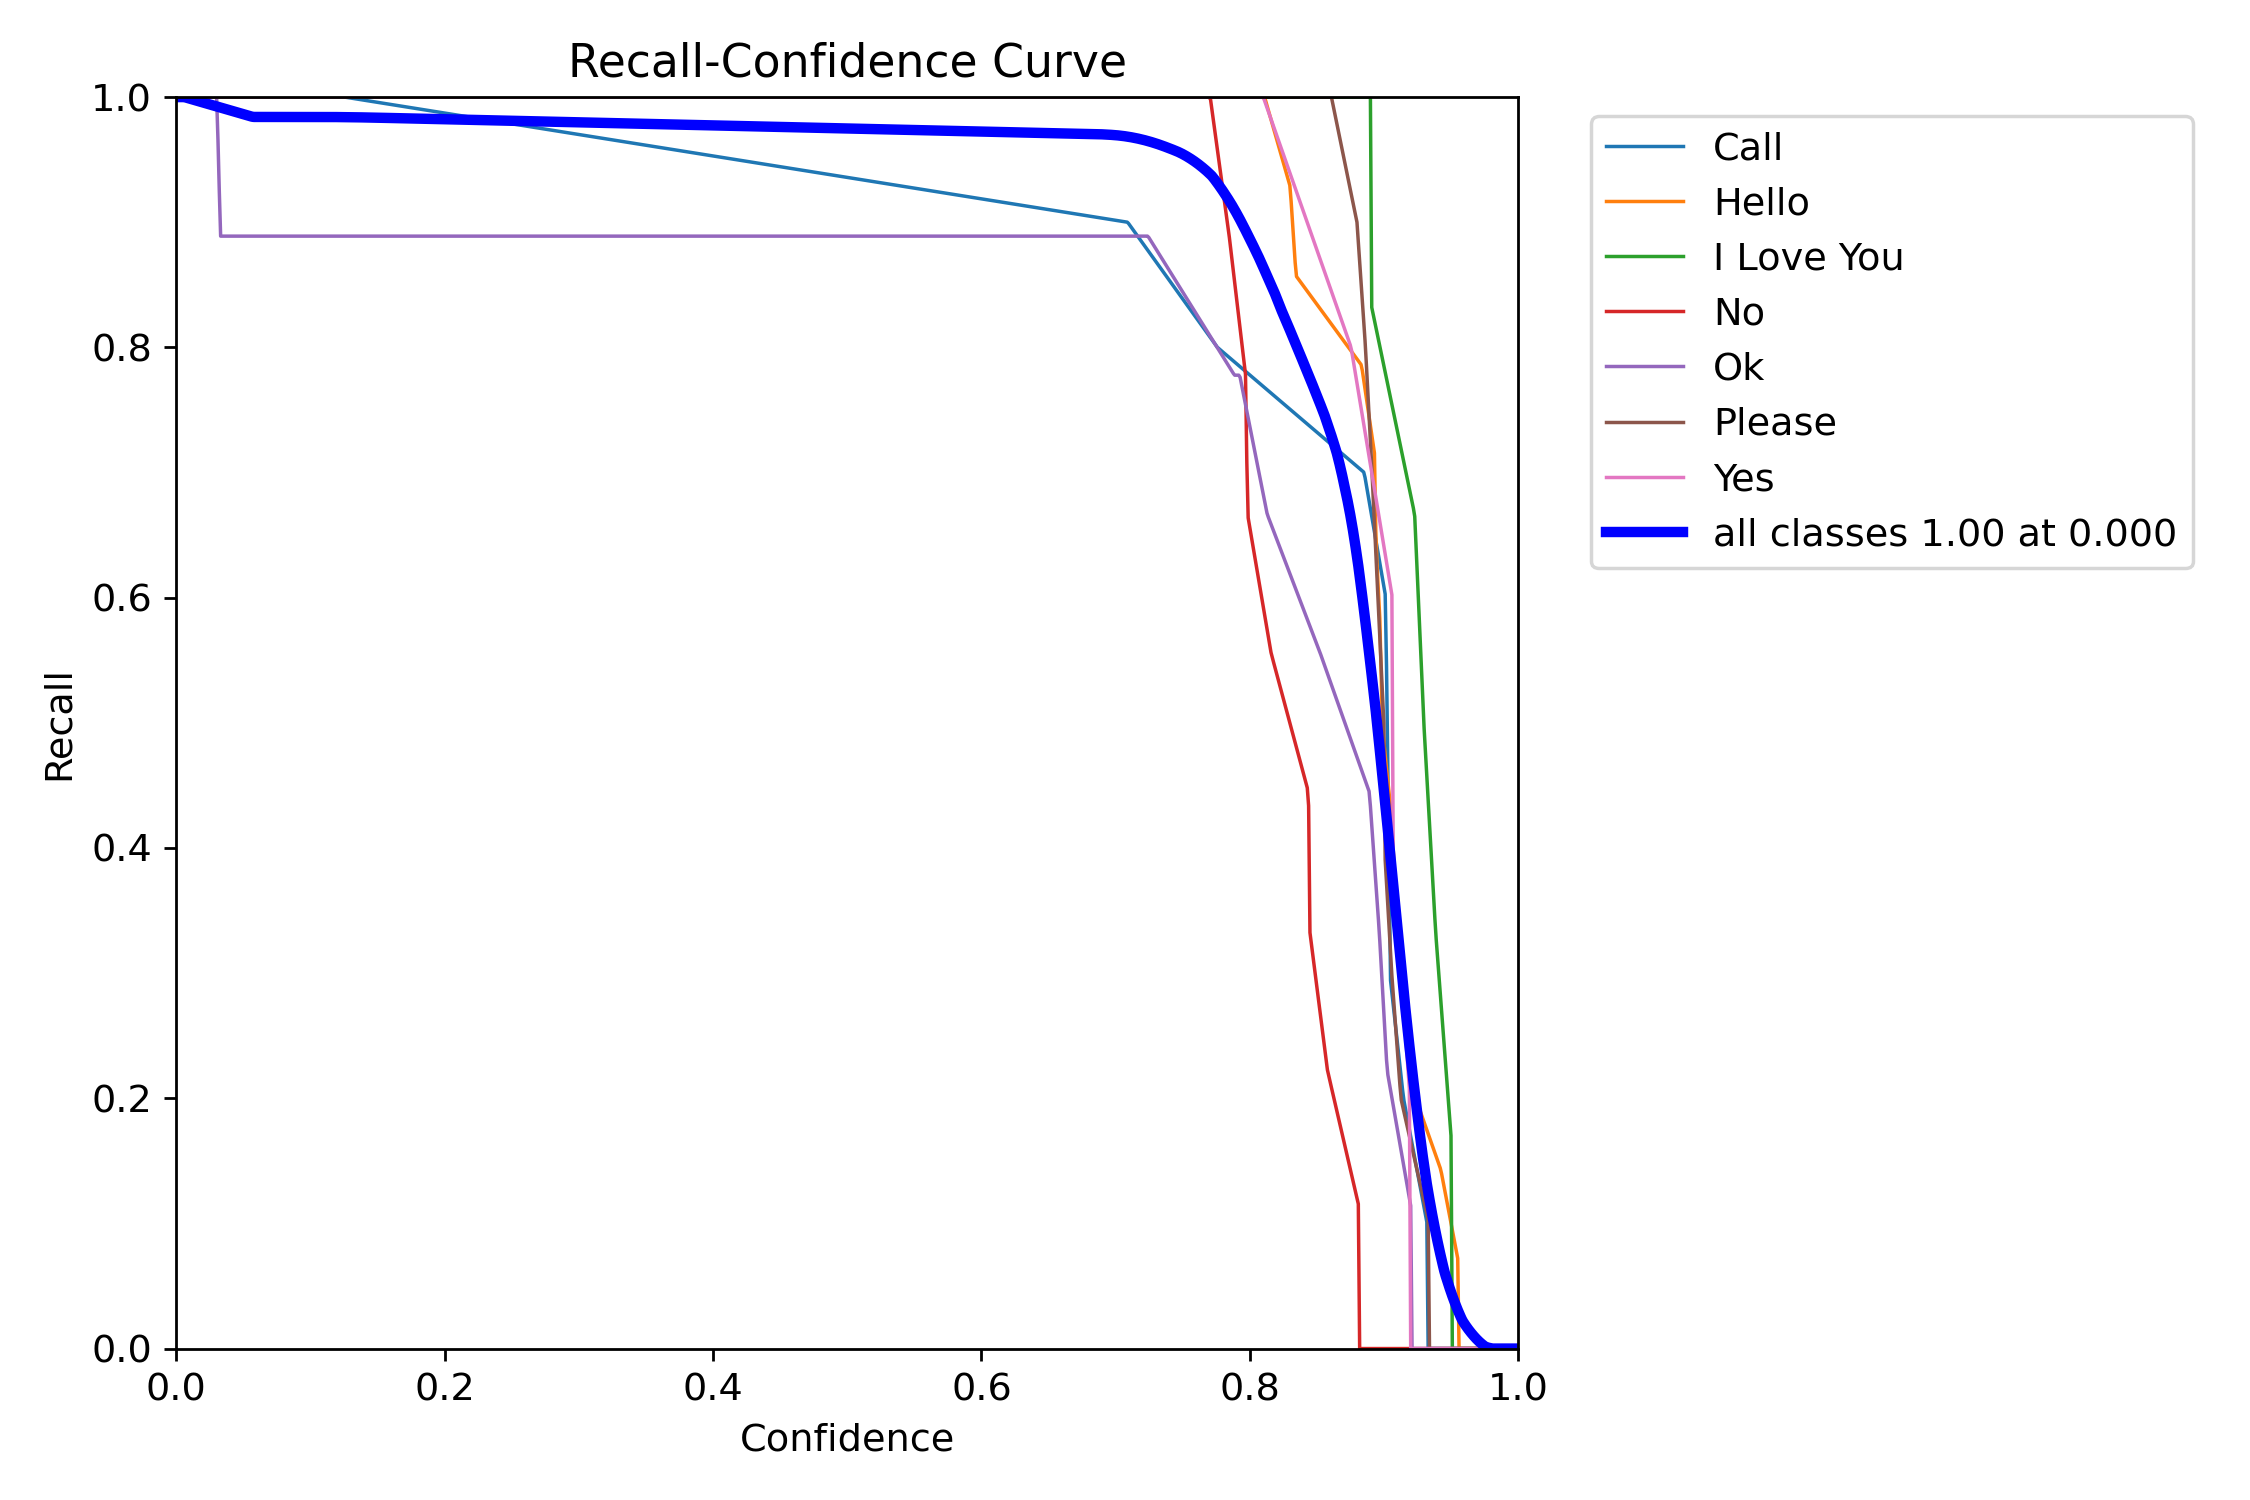 Recall-Confidence Curve
1.0
0.8
0.6
0.4
0.2
0.0
Recall
0.0 0.2 0.4 0.6 0.8 1.0
Confidence
Call
Hello
I Love You
No
Ok
Please
Yes
all classes 1.00 at 0.000